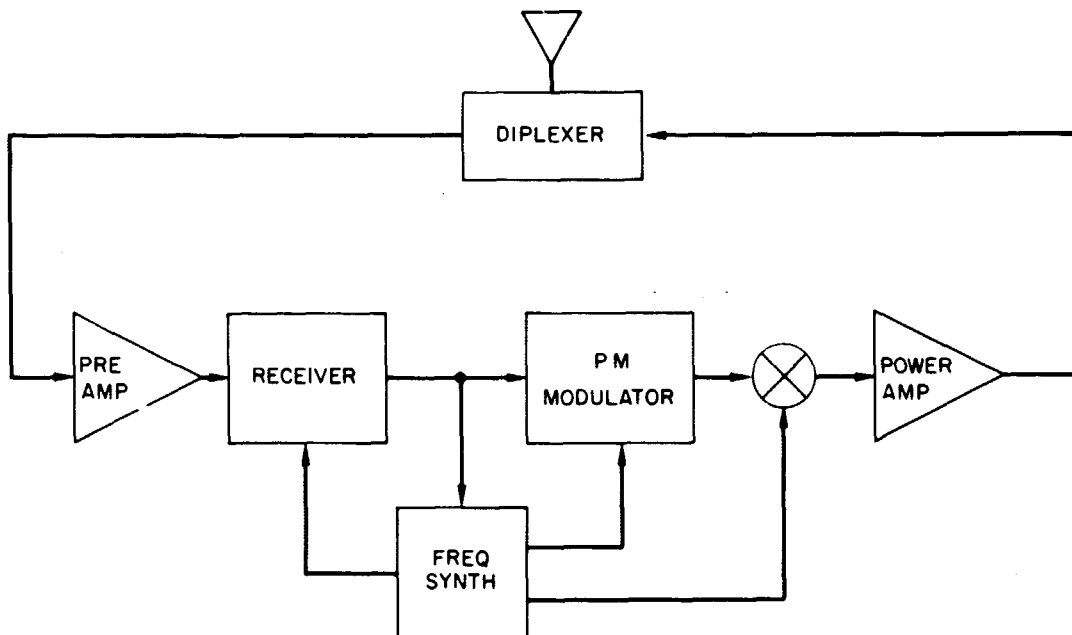 DIPLEXER
PRE
AMP
RECEIVER
PM
MODULATOR
POWER
AMP
FREQ
SYNTH